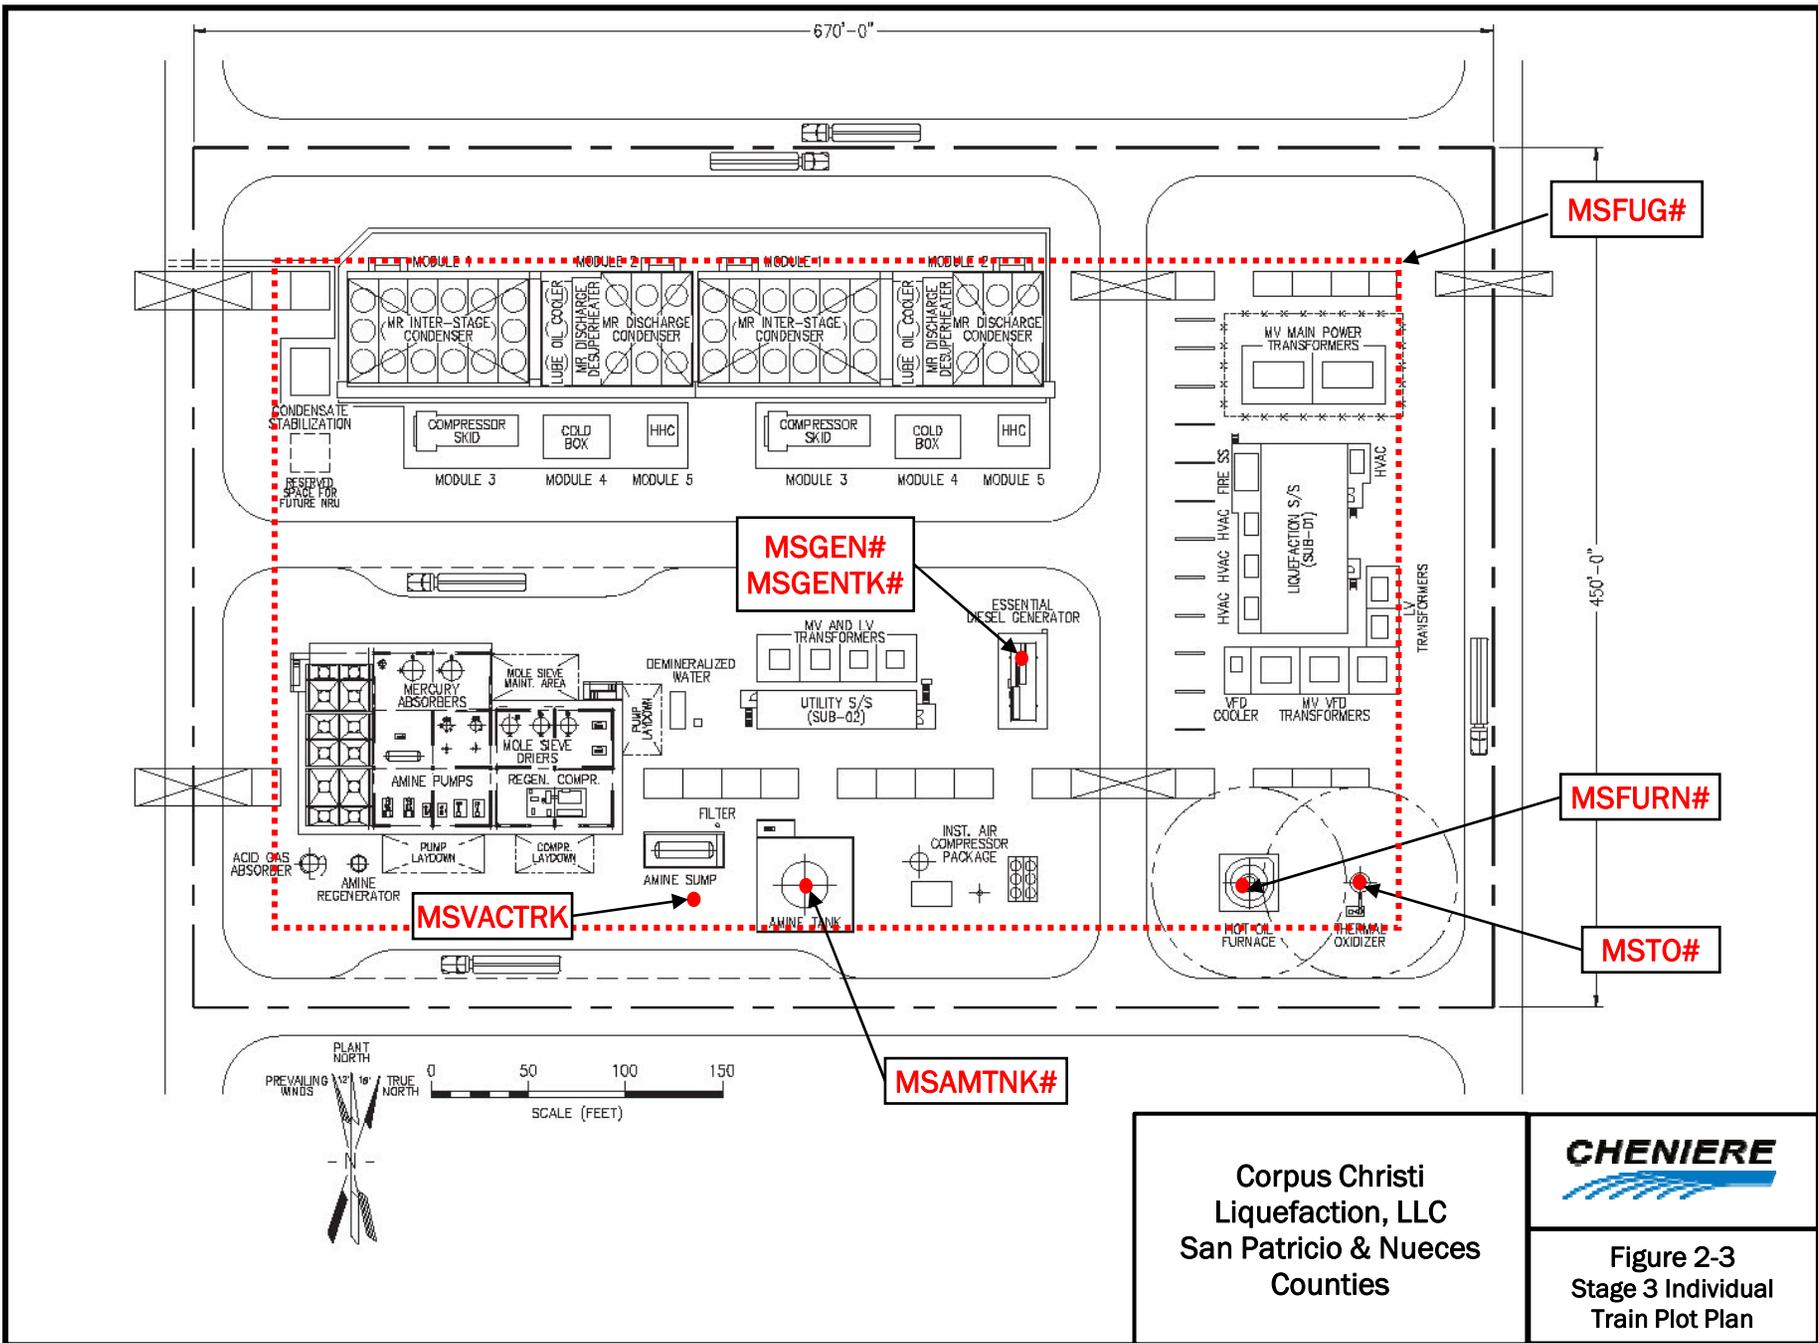 670'-0"
MSFUG#
MODULE 1
MODULE 2
MODULE 1
MODULE 2
MR INTER-STAGE
CONDENSER
LUBE OIL COOLER
MR DISCHARGE
DESUPERHEATER
MR DISCHARGE
CONDENSER
MR INTER-STAGE
CONDENSER
LUBE OIL COOLER
MR DISCHARGE
DESUPERHEATER
MR DISCHARGE
CONDENSER
MV MAIN POWER
TRANSFORMERS
CONDENSATE
STABILIZATION
COMPRESSOR
SKID
COLD
BOX
HHC
COMPRESSOR
SKID
COLD
BOX
HHC
MODULE 3
MODULE 4
MODULE 5
MODULE 3
MODULE 4
MODULE 5
RESERVED
SPACE FOR
FUTURE NRU
FIRE SS
HVAC
HVAC
HVAC
HVAC
LIQUEFACTION S/S
(SUB-01)
LV
TRANSFORMERS
450'-0"
MSGEN#
MSGENTK#
ESSENTIAL
DIESEL GENERATOR
MV AND LV
TRANSFORMERS
DEMINERALIZED
WATER
UTILITY S/S
(SUB-02)
MOLE SIEVE
MAINT. AREA
MERCURY
ABSORBERS
PUMP
LAYDOWN
MOLE SIEVE
DRIERS
AMINE PUMPS
REGEN. COMPR.
VFD
COOLER
MV VFD
TRANSFORMERS
MSFURN#
FILTER
PUMP
LAYDOWN
COMPR.
LAYDOWN
INST. AIR
COMPRESSOR
PACKAGE
ACID GAS
ABSORBER
AMINE
REGENERATOR
AMINE SUMP
MSVACTRK
AMINE TANK
HOT OIL
FURNACE
THERMAL
OXIDIZER
MSTO#
MSAMTNK#
PLANT
NORTH
PREVAILING
WINDS
12°
16°
TRUE
NORTH
N
0 50 100 150
SCALE (FEET)
Corpus Christi
Liquefaction, LLC
San Patricio & Nueces
Counties
CHENIERE
Figure 2-3
Stage 3 Individual
Train Plot Plan